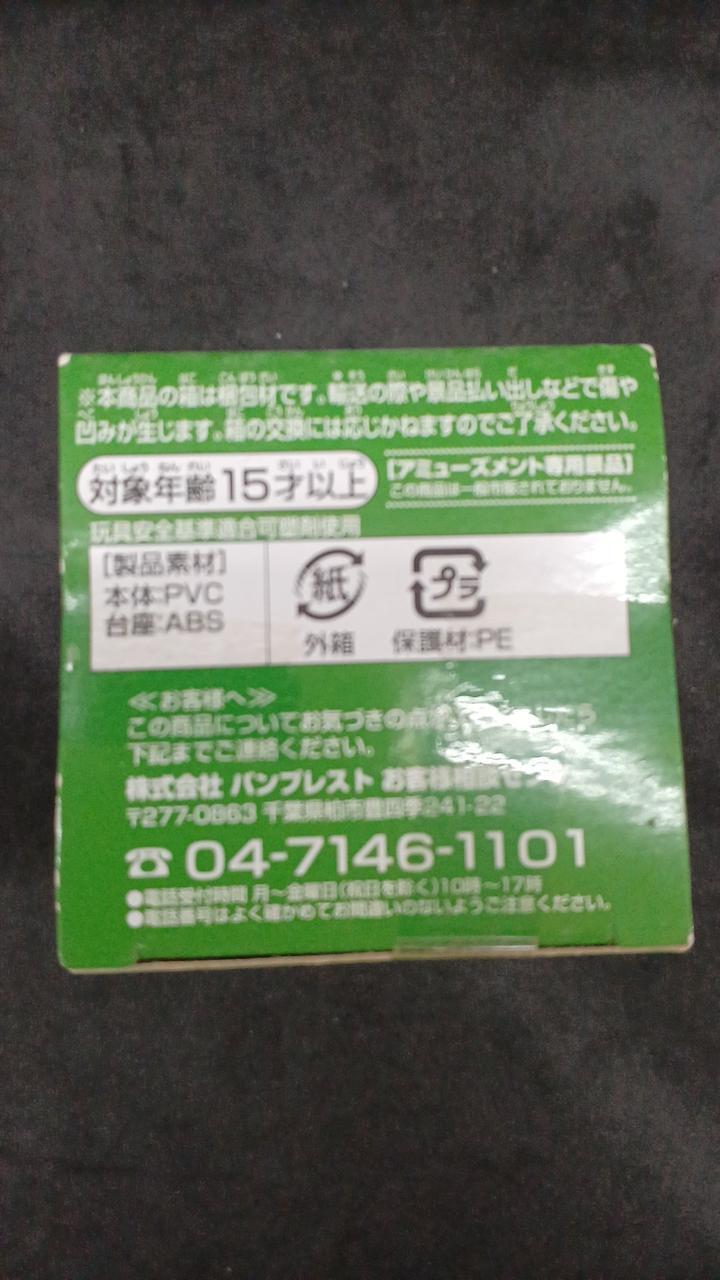 ※本商品の箱は梱包材です。輸送の際や景品払い出しなどで傷や
凹みが生じます。箱の交換には応じかねますのでご了承ください。
対象年齢15才以上
[アミューズメント専用景品]
この商品は一般市販されておりません。
玩具安全基準適合可塑剤使用
[製品素材]
本体:PVC
台座:ABS
紙
外箱
プラ
保護材:PE
≪お客様へ≫
この商品についてお気づきの点
下記までご連絡ください。
株式会社 バンプレスト お客様相談セン
〒277-0863 千葉県柏市豊四季241-22
☎04-7146-1101
●電話受付時間 月〜金曜日(祝日を除く)10時〜17時
●電話番号はよく確かめてお間違いのないようご注意ください。